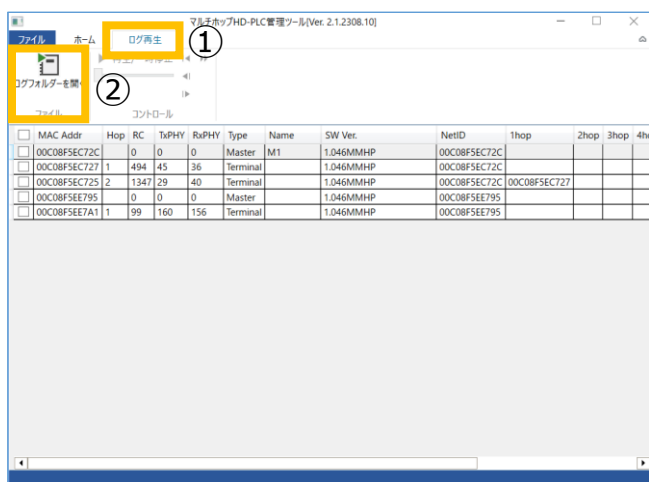 マルチホップHD-PLC管理ツール[Ver. 2.1.2308.10]
ファイル ホーム ログ再生 ①
ログフォルダーを開く ②
ファイル コントロール
MAC Addr Hop RC TxPHY RxPHY Type Name SW Ver. NetID 1hop 2hop 3hop 4h
00C08F5EC72C 0 0 0 Master M1 1.046MMHP 00C08F5EC72C
00C08F5EC727 1 494 45 36 Terminal 1.046MMHP 00C08F5EC72C
00C08F5EC725 2 1347 29 40 Terminal 1.046MMHP 00C08F5EC72C 00C08F5EC727
00C08F5EE795 0 0 0 Master 1.046MMHP 00C08F5EE795
00C08F5EE7A1 1 99 160 156 Terminal 1.046MMHP 00C08F5EE795